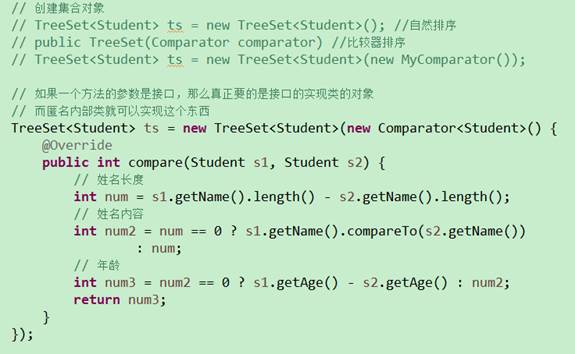 // 创建集合对象
// TreeSet<Student> ts = new TreeSet<Student>(); //自然排序
// public TreeSet(Comparator comparator) //比较器排序
// TreeSet<Student> ts = new TreeSet<Student>(new MyComparator());
// 如果一个方法的参数是接口，那么真正要的是接口的实现类的对象
// 而匿名内部类就可以实现这个东西
TreeSet<Student> ts = new TreeSet<Student>(new Comparator<Student>() {
@Override
public int compare(Student s1, Student s2) {
// 姓名长度
int num = s1.getName().length() - s2.getName().length();
// 姓名内容
int num2 = num == 0 ? s1.getName().compareTo(s2.getName())
: num;
// 年龄
int num3 = num2 == 0 ? s1.getAge() - s2.getAge() : num2;
return num3;
}
});